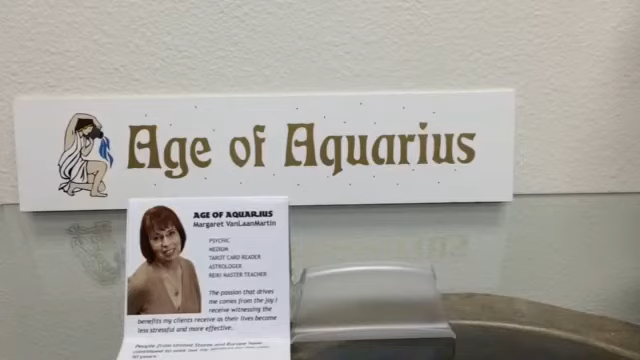 Age of Aquarius
AGE OF AQUARIUS
Margaret VanLaanMartin
PSYCHIC
MEDIUM
TAROT CARD READER
ASTROLOGER
REIKI MASTER TEACHER
The passion that drives
me comes from the joy I
receive witnessing the
benefits my clients receive as their lives become
less stressful and more effective.
People from United States and Europe have